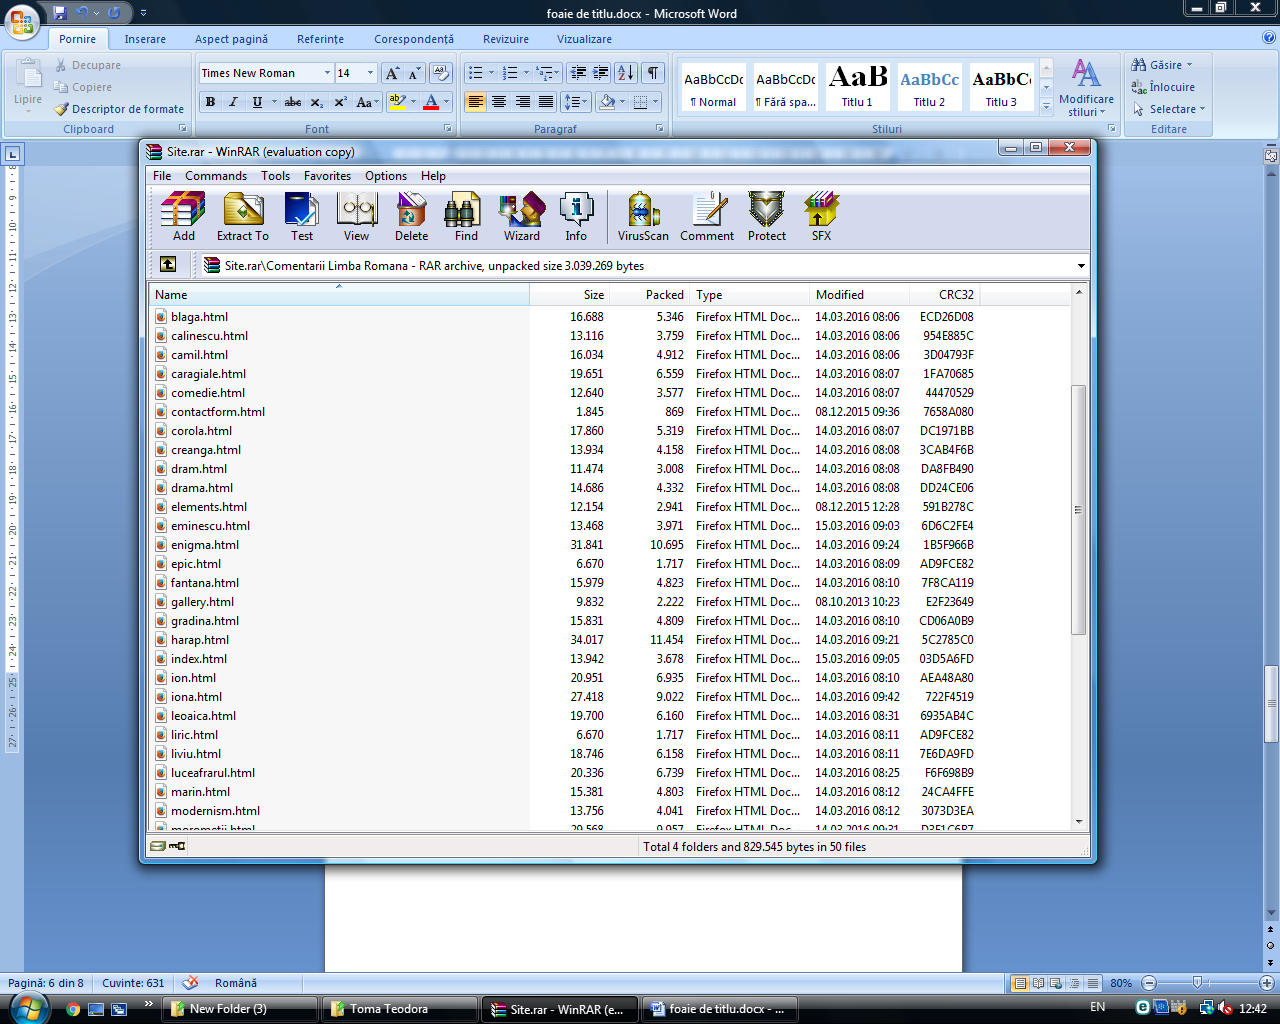 foaie de titlu.docx - Microsoft Word
Pornire Inserare Aspect pagină Referințe Corespondență Revizuire Vizualizare
Lipire
Decupare
Copiere
Descriptor de formate
Clipboard
Times New Roman 14
B I U abc x₂ x² Aa ab A
Font
Paragraf
AaBbCcDc AaBbCcDc AaB AaBbCc AaBbC
¶ Normal ¶ Fără spa... Titlu 1 Titlu 2 Titlu 3
Modificare stiluri
Stiluri
Găsire
Înlocuire
Selectare
Editare
Site.rar - WinRAR (evaluation copy)
File Commands Tools Favorites Options Help
Add Extract To Test View Delete Find Wizard Info VirusScan Comment Protect SFX
Site.rar\Comentarii Limba Romana - RAR archive, unpacked size 3.039.269 bytes
Name Size Packed Type Modified CRC32
blaga.html 16.688 5.346 Firefox HTML Doc... 14.03.2016 08:06 ECD26D08
calinescu.html 13.116 3.759 Firefox HTML Doc... 14.03.2016 08:06 954E885C
camil.html 16.034 4.912 Firefox HTML Doc... 14.03.2016 08:06 3D04793F
caragiale.html 19.651 6.559 Firefox HTML Doc... 14.03.2016 08:07 1FA70685
comedie.html 12.640 3.577 Firefox HTML Doc... 14.03.2016 08:07 44470529
contactform.html 1.845 869 Firefox HTML Doc... 08.12.2015 09:36 7658A080
corola.html 17.860 5.319 Firefox HTML Doc... 14.03.2016 08:07 DC1971BB
creanga.html 13.934 4.158 Firefox HTML Doc... 14.03.2016 08:08 3CAB4F6B
dram.html 11.474 3.008 Firefox HTML Doc... 14.03.2016 08:08 DA8FB490
drama.html 14.686 4.332 Firefox HTML Doc... 14.03.2016 08:08 DD24CE06
elements.html 12.154 2.941 Firefox HTML Doc... 08.12.2015 12:28 591B278C
eminescu.html 13.468 3.971 Firefox HTML Doc... 15.03.2016 09:03 6D6C2FE4
enigma.html 31.841 10.695 Firefox HTML Doc... 14.03.2016 09:24 1B5F966B
epic.html 6.670 1.717 Firefox HTML Doc... 14.03.2016 08:09 AD9FCE82
fantana.html 15.979 4.823 Firefox HTML Doc... 14.03.2016 08:10 7F8CA119
gallery.html 9.832 2.222 Firefox HTML Doc... 08.10.2013 10:23 E2F23649
gradina.html 15.831 4.809 Firefox HTML Doc... 14.03.2016 08:10 CD06A0B9
harap.html 34.017 11.454 Firefox HTML Doc... 14.03.2016 09:21 5C2785C0
index.html 13.942 3.678 Firefox HTML Doc... 15.03.2016 09:05 03D5A6FD
ion.html 20.951 6.935 Firefox HTML Doc... 14.03.2016 08:10 AEA48A80
iona.html 27.418 9.022 Firefox HTML Doc... 14.03.2016 09:42 722F4519
leoaica.html 19.700 6.160 Firefox HTML Doc... 14.03.2016 08:31 6935AB4C
liric.html 6.670 1.717 Firefox HTML Doc... 14.03.2016 08:11 AD9FCE82
liviu.html 18.746 6.158 Firefox HTML Doc... 14.03.2016 08:11 7E6DA9FD
luceafrarul.html 20.336 6.739 Firefox HTML Doc... 14.03.2016 08:25 F6F698B9
marin.html 15.381 4.803 Firefox HTML Doc... 14.03.2016 08:12 24CA4FFE
modernism.html 13.756 4.041 Firefox HTML Doc... 14.03.2016 08:12 3073D3EA
morometii.html 29.568 9.957 Firefox HTML Doc... 14.03.2016 09:31
Total 4 folders and 829.545 bytes in 50 files
Pagină: 6 din 8 Cuvinte: 631 Română 80%
New Folder (3) Toma Teodora Site.rar - WinRAR (e... foaie de titlu.docx - ... EN 12:42